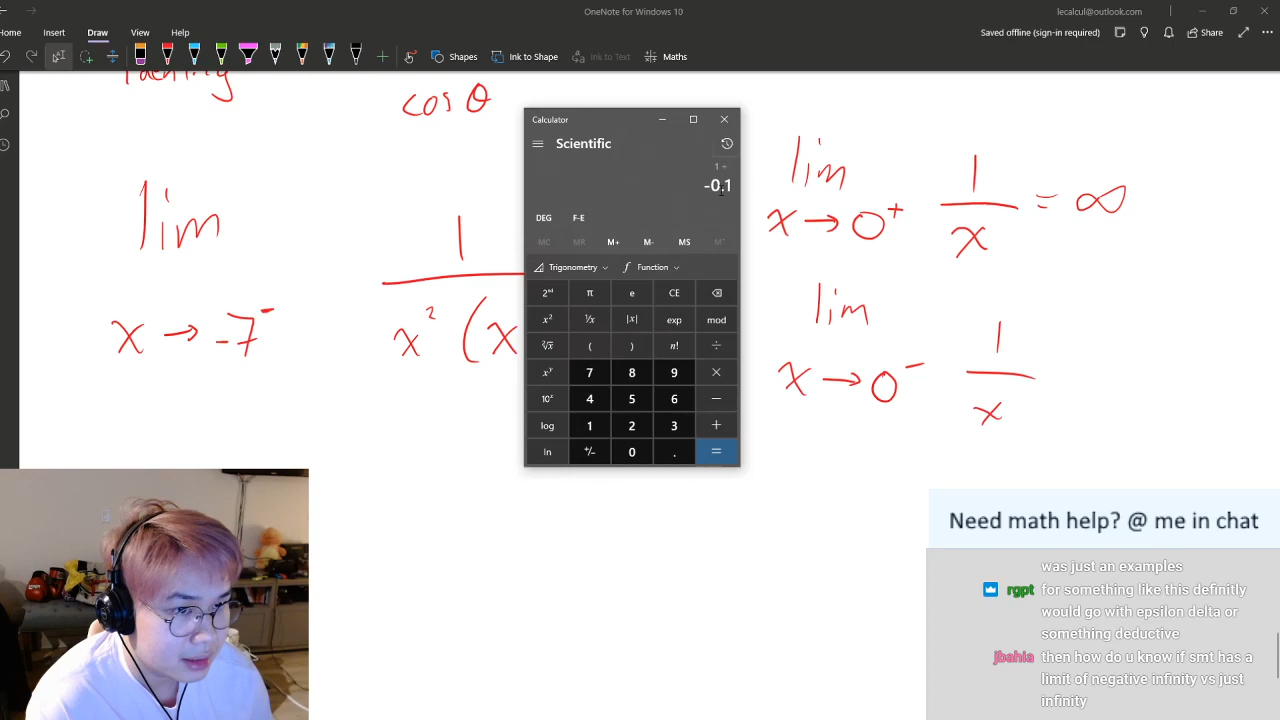 OneNote for Windows 10
lecalcul@outlook.com
Home Insert Draw View Help
Saved offline (sign-in required) Share
Shapes Ink to Shape Ink to Text Maths
cos θ
lim
x → -7⁻
1
x² (x
Calculator
Scientific
1 ÷
-0.1
DEG F-E
MC MR M+ M- MS M˅
Trigonometry Function
2ⁿᵈ π e CE
x² ¹/x |x| exp mod
²√x ( ) n! ÷
xʸ 7 8 9 ×
10ˣ 4 5 6 −
log 1 2 3 +
ln +/- 0 . =
lim
x → 0⁺ 1/x = ∞
lim
x → 0⁻ 1/x
Need math help? @ me in chat
was just an examples
rgpt for something like this definitly
would go with epsilon delta or
something deductive
jbahia then how do u know if smt has a
limit of negative infinity vs just
infinity